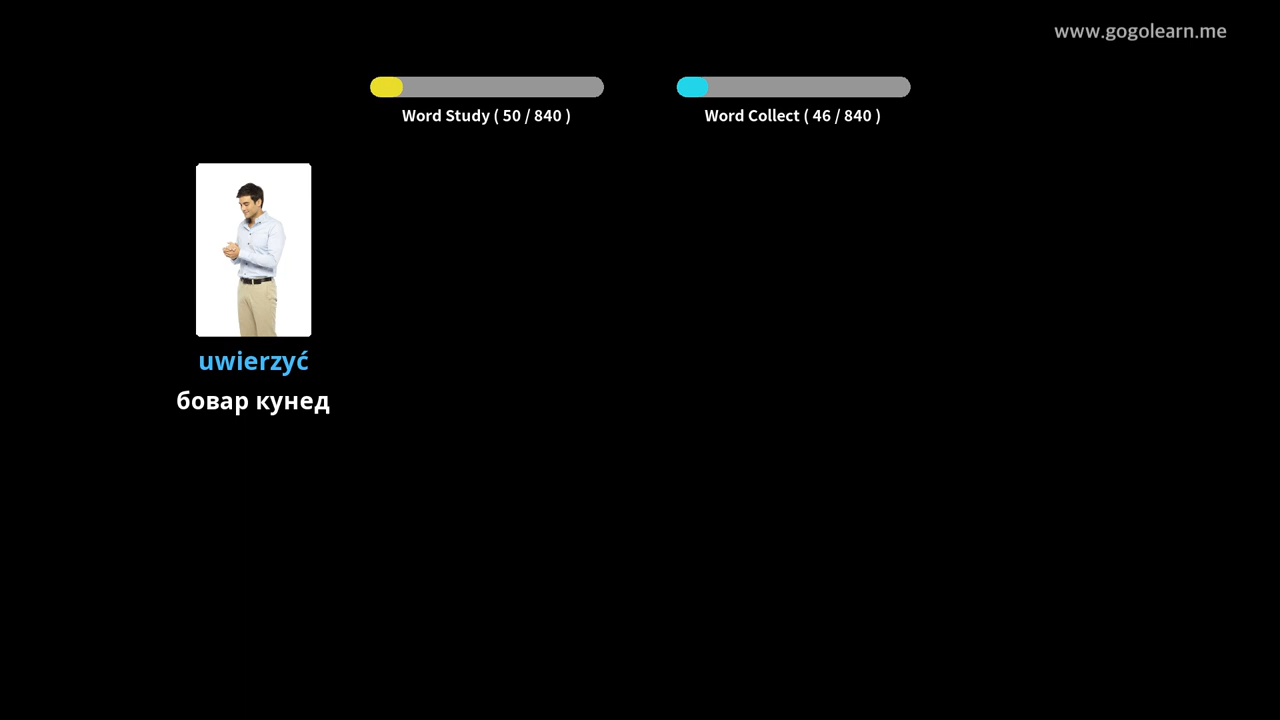 www.gogolearn.me
Word Study ( 50 / 840 )
Word Collect ( 46 / 840 )
uwierzyć
бовар кунед